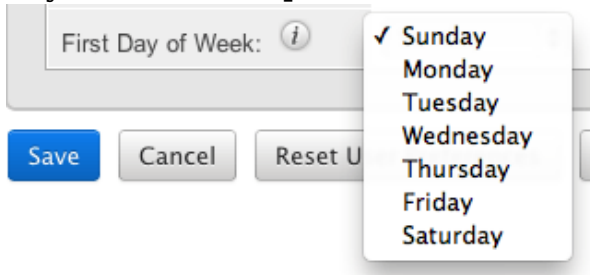 First Day of Week: i
✓ Sunday
Monday
Tuesday
Wednesday
Thursday
Friday
Saturday
Save
Cancel
Reset U